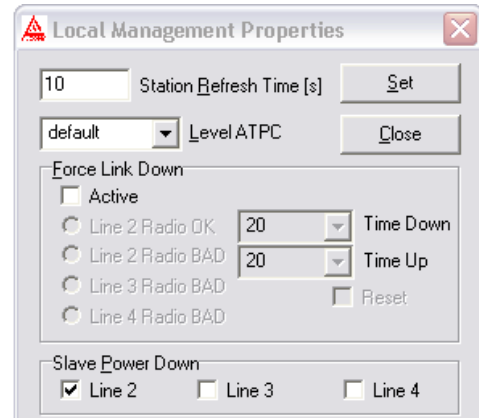 Local Management Properties
10 Station Refresh Time [s] Set
default Level ATPC Close
Force Link Down
Active
Line 2 Radio OK 20 Time Down
Line 2 Radio BAD 20 Time Up
Line 3 Radio BAD Reset
Line 4 Radio BAD
Slave Power Down
Line 2 Line 3 Line 4